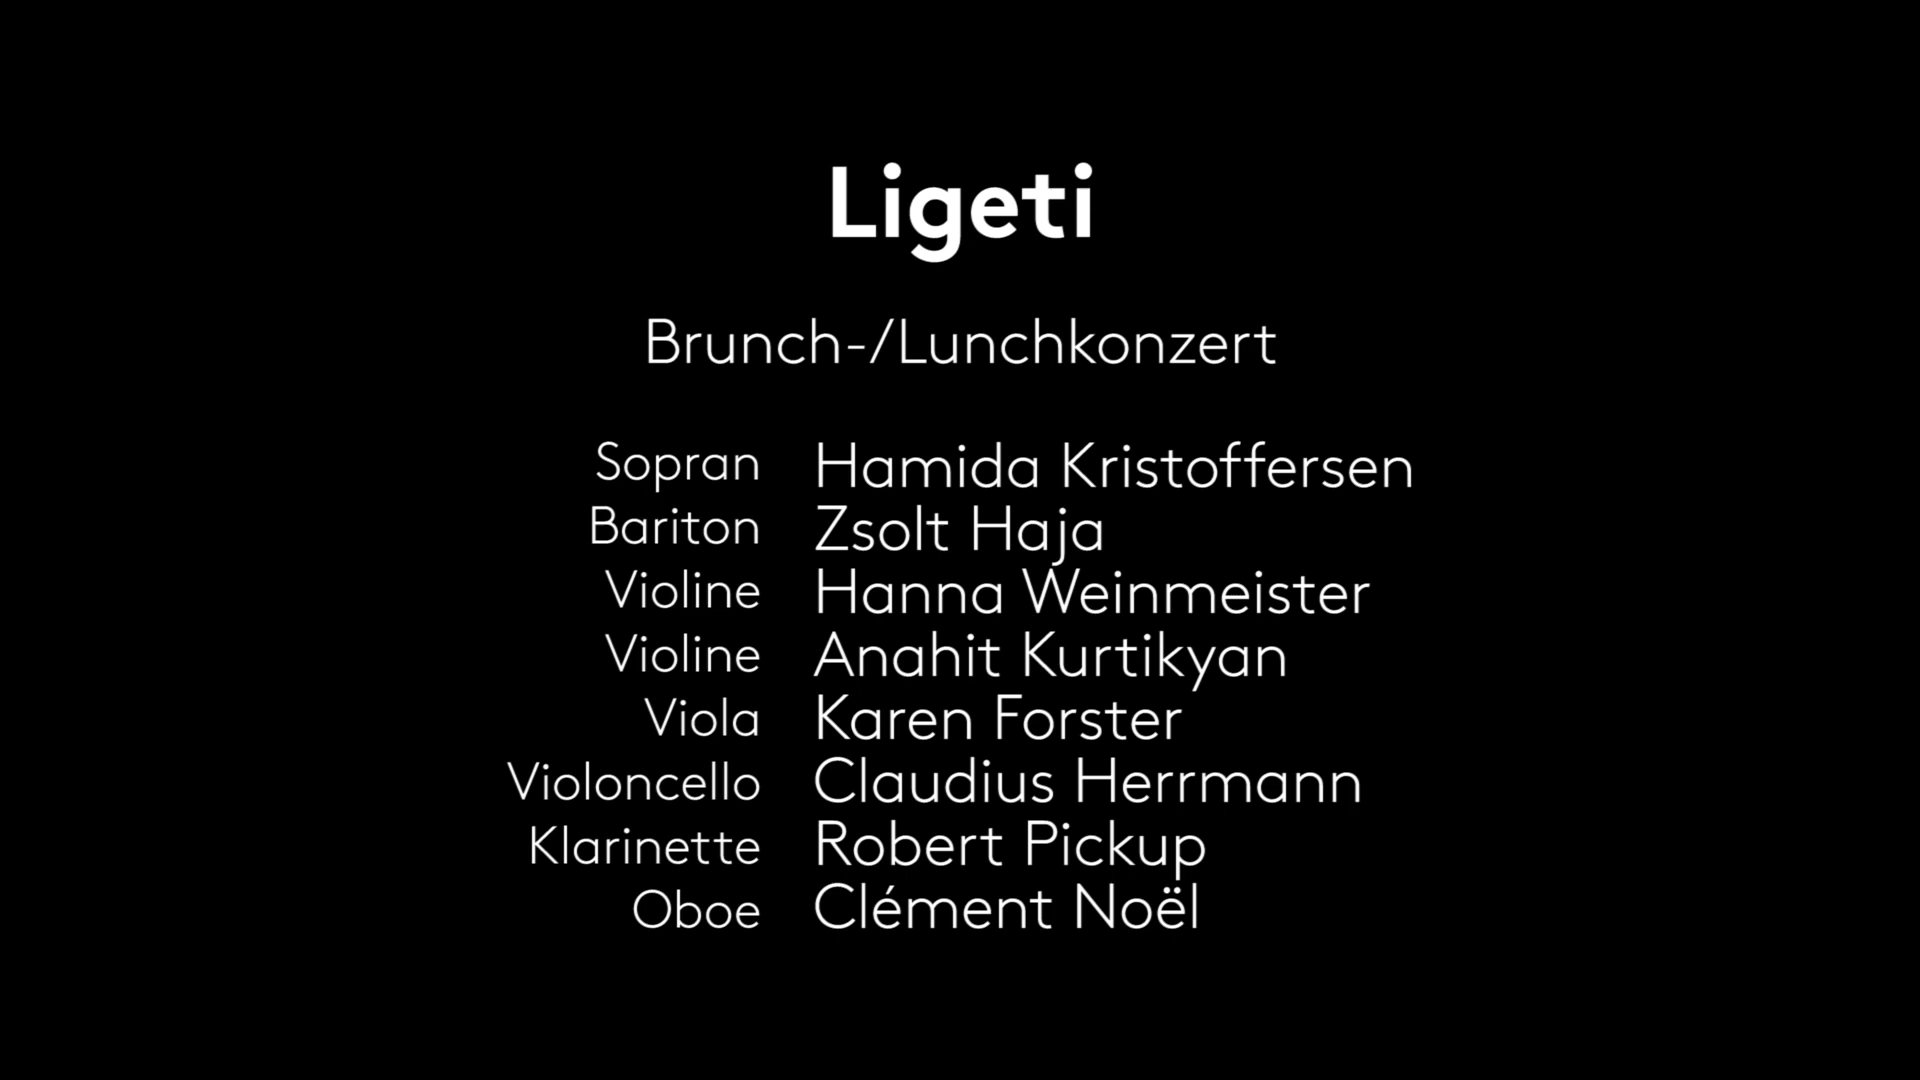 Ligeti
Brunch-/Lunchkonzert
Sopran Hamida Kristoffersen
Bariton Zsolt Haja
Violine Hanna Weinmeister
Violine Anahit Kurtikyan
Viola Karen Forster
Violoncello Claudius Herrmann
Klarinette Robert Pickup
Oboe Clément Noël